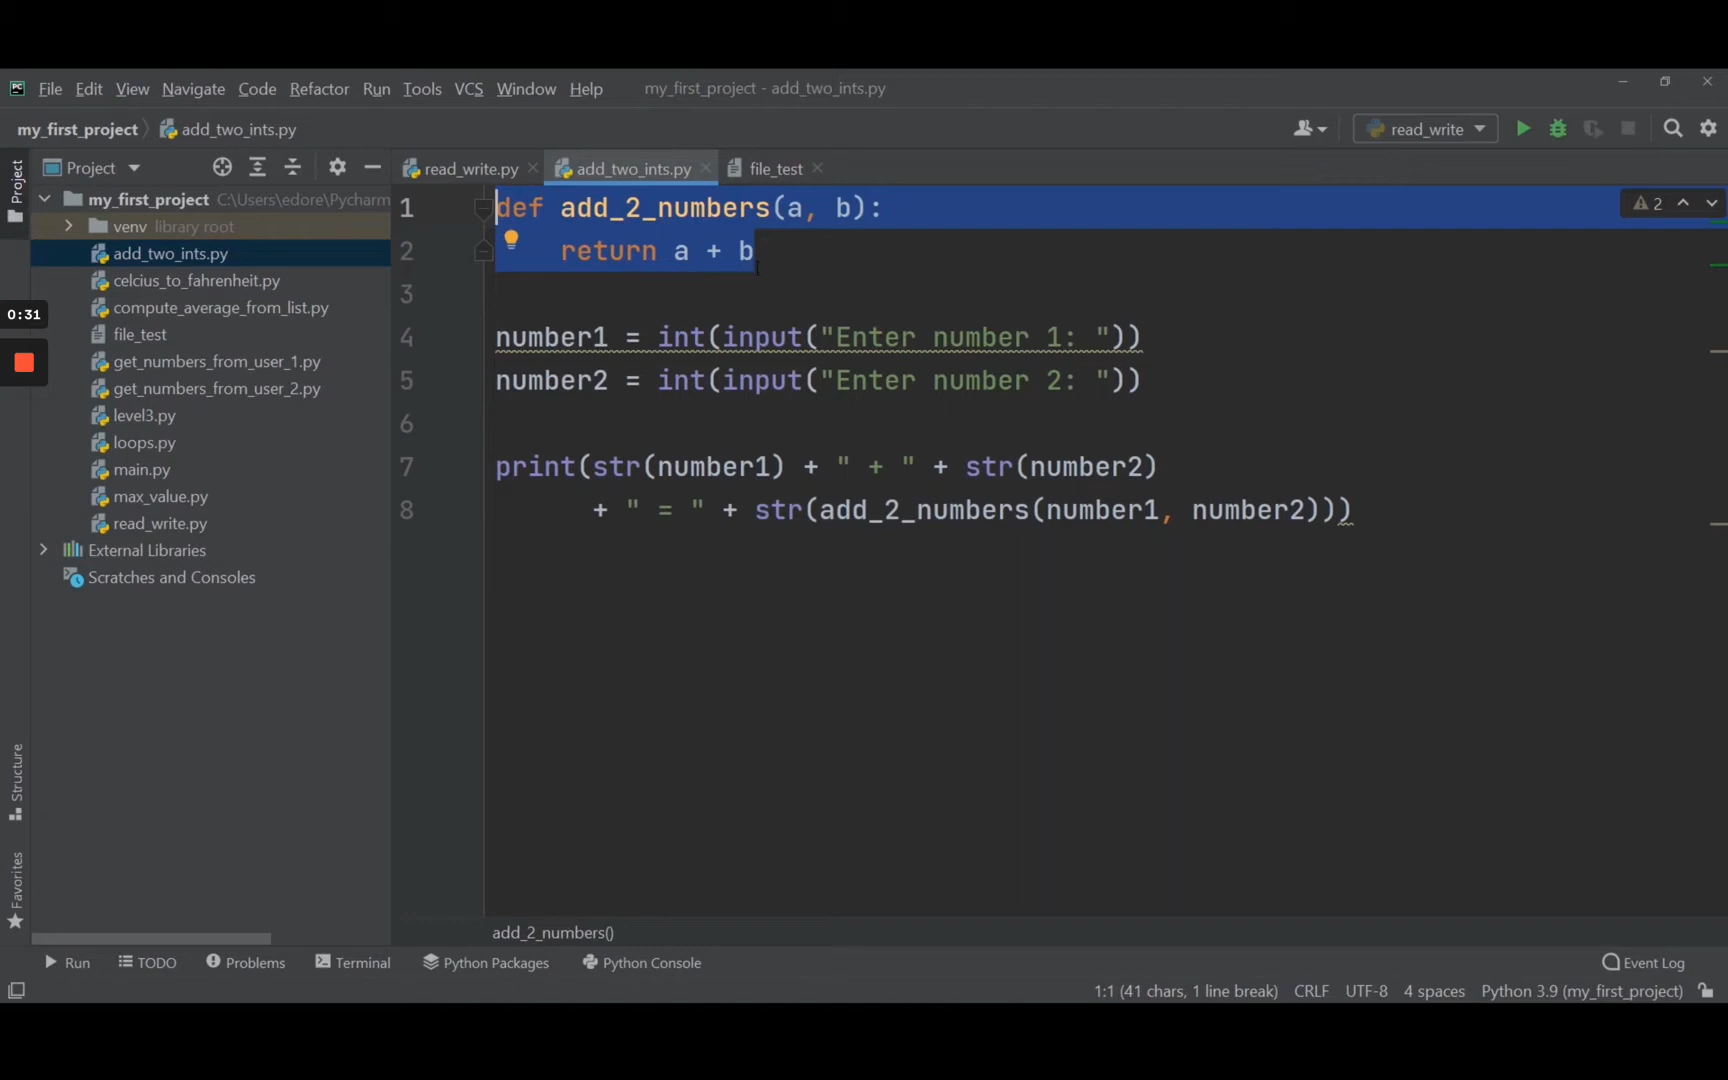 PC File Edit View Navigate Code Refactor Run Tools VCS Window Help my_first_project - add_two_ints.py
my_first_project add_two_ints.py read_write
Project Project read_write.py add_two_ints.py file_test
my_first_project C:\Users\edore\Pycharm
venv library root
add_two_ints.py
celcius_to_fahrenheit.py
compute_average_from_list.py
file_test
get_numbers_from_user_1.py
get_numbers_from_user_2.py
level3.py
loops.py
main.py
max_value.py
read_write.py
External Libraries
Scratches and Consoles
0:31
1 def add_2_numbers(a, b): 2
2 return a + b
3
4 number1 = int(input("Enter number 1: "))
5 number2 = int(input("Enter number 2: "))
6
7 print(str(number1) + " + " + str(number2)
8 + " = " + str(add_2_numbers(number1, number2)))
Structure
Favorites
add_2_numbers()
Run TODO Problems Terminal Python Packages Python Console Event Log
1:1 (41 chars, 1 line break) CRLF UTF-8 4 spaces Python 3.9 (my_first_project)